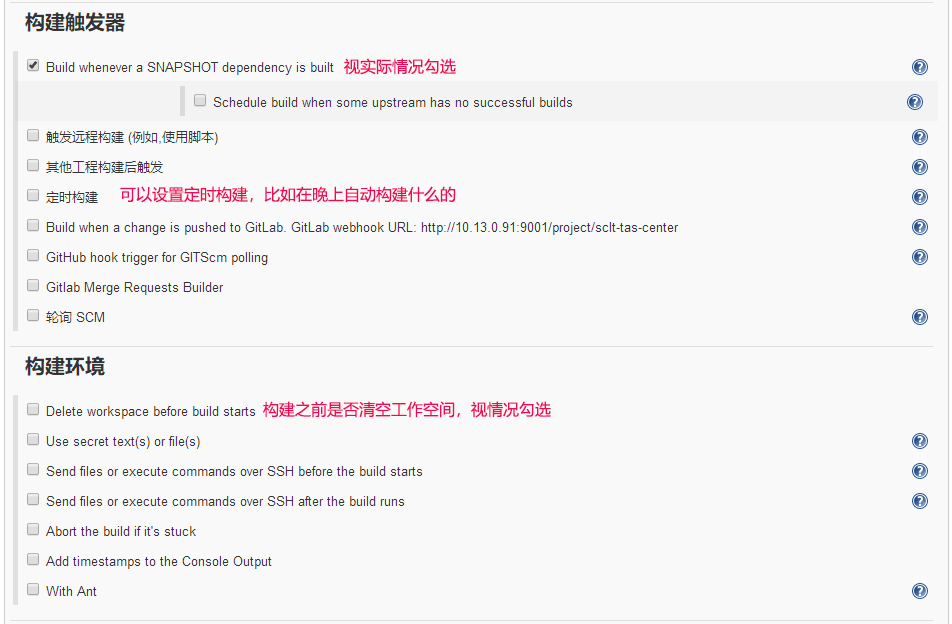 构建触发器
Build whenever a SNAPSHOT dependency is built 视实际情况勾选
Schedule build when some upstream has no successful builds
触发远程构建 (例如,使用脚本)
其他工程构建后触发
定时构建 可以设置定时构建，比如在晚上自动构建什么的
Build when a change is pushed to GitLab. GitLab webhook URL: http://10.13.0.91:9001/project/sclt-tas-center
GitHub hook trigger for GITScm polling
Gitlab Merge Requests Builder
轮询 SCM
构建环境
Delete workspace before build starts 构建之前是否清空工作空间，视情况勾选
Use secret text(s) or file(s)
Send files or execute commands over SSH before the build starts
Send files or execute commands over SSH after the build runs
Abort the build if it's stuck
Add timestamps to the Console Output
With Ant